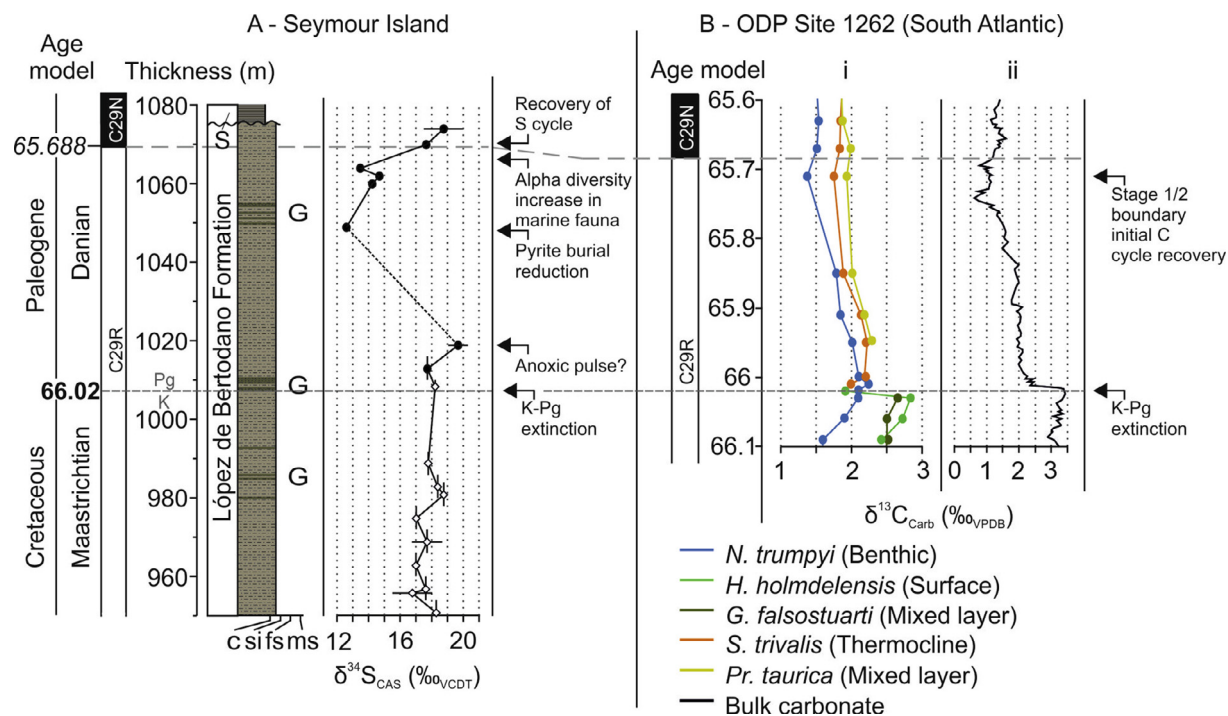 A - Seymour Island
B - ODP Site 1262 (South Atlantic)
Age
model
Thickness (m)
Age model
i
ii
65.688
66.02
Paleogene
Cretaceous
Danian
Maastrichtian
C29N
C29R
Pg
K
1080
1060
1040
1020
1000
980
960
López de Bertodano Formation
S
G
G
G
c si fs ms
12 16 20
δ³⁴S CAS (‰VCDT)
Recovery of
S cycle
Alpha diversity
increase in
marine fauna
Pyrite burial
reduction
Anoxic pulse?
K-Pg
extinction
C29N
C29R
65.6
65.7
65.8
65.9
66
66.1
1 2 3
0 1 2 3
δ¹³C Carb (‰VPDB)
Stage 1/2
boundary
initial C
cycle recovery
K-Pg
extinction
N. trumpyi (Benthic)
H. holmdelensis (Surface)
G. falsostuarti (Mixed layer)
S. trivalis (Thermocline)
Pr. taurica (Mixed layer)
Bulk carbonate